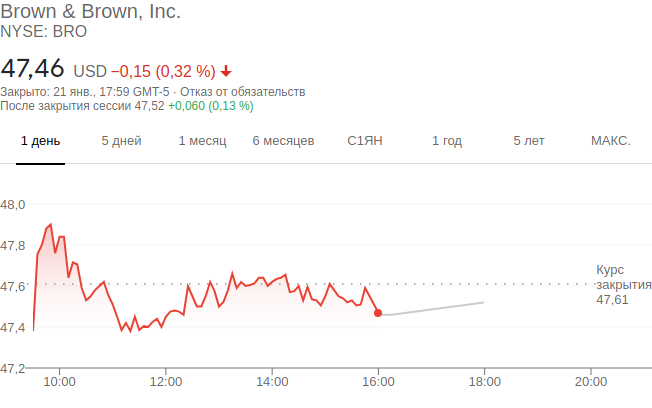 Brown & Brown, Inc.
NYSE: BRO
47,46 USD −0,15 (0,32 %)
Закрыто: 21 янв., 17:59 GMT-5 · Отказ от обязательств
После закрытия сессии 47,52 +0,060 (0,13 %)
1 день 5 дней 1 месяц 6 месяцев С1ЯН 1 год 5 лет МАКС.
48,0
47,8
Курс
47,6 закрытия
47,61
47,4
47,2
10:00 12:00 14:00 16:00 18:00 20:00